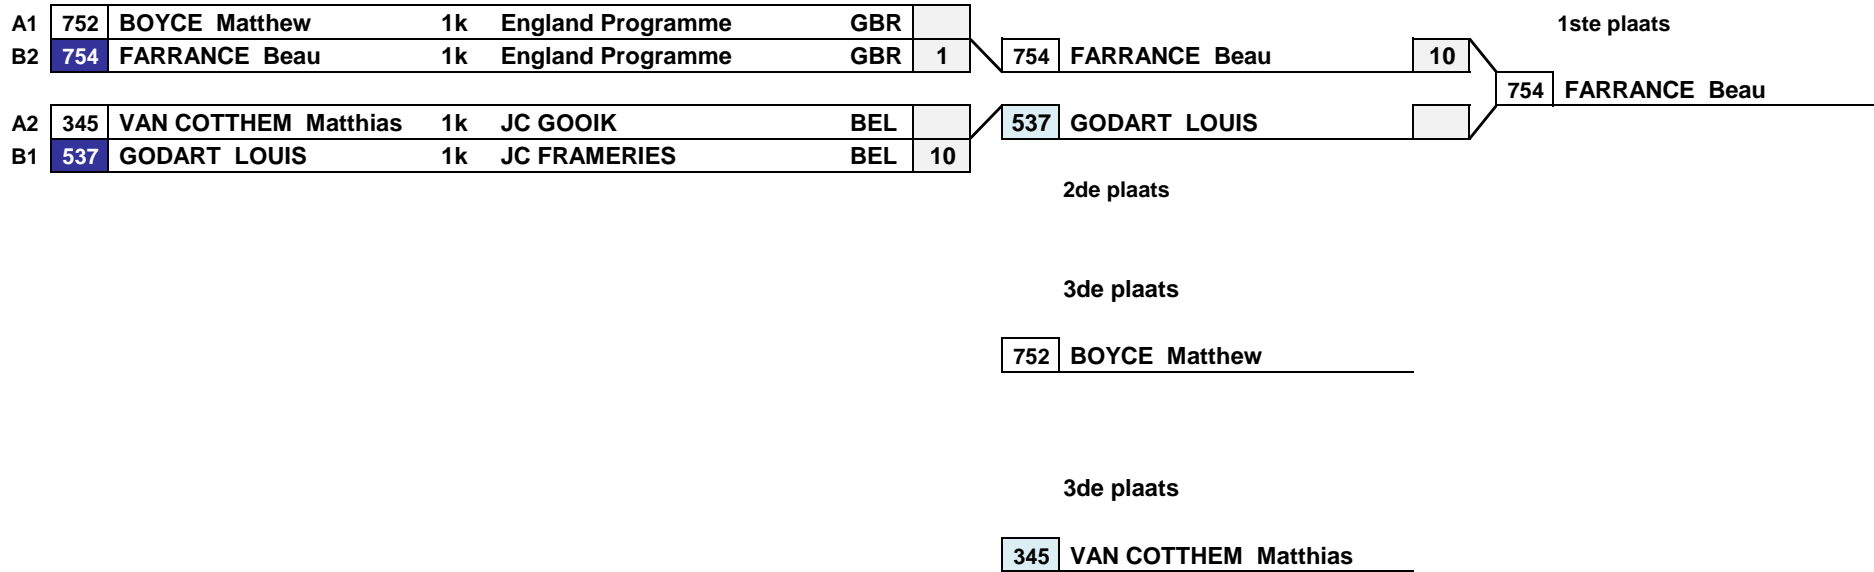 A1 752 BOYCE Matthew 1k England Programme GBR 1ste plaats
B2 754 FARRANCE Beau 1k England Programme GBR 1 754 FARRANCE Beau 10
754 FARRANCE Beau
A2 345 VAN COTTHEM Matthias 1k JC GOOIK BEL 537 GODART LOUIS
B1 537 GODART LOUIS 1k JC FRAMERIES BEL 10
2de plaats
3de plaats
752 BOYCE Matthew
3de plaats
345 VAN COTTHEM Matthias